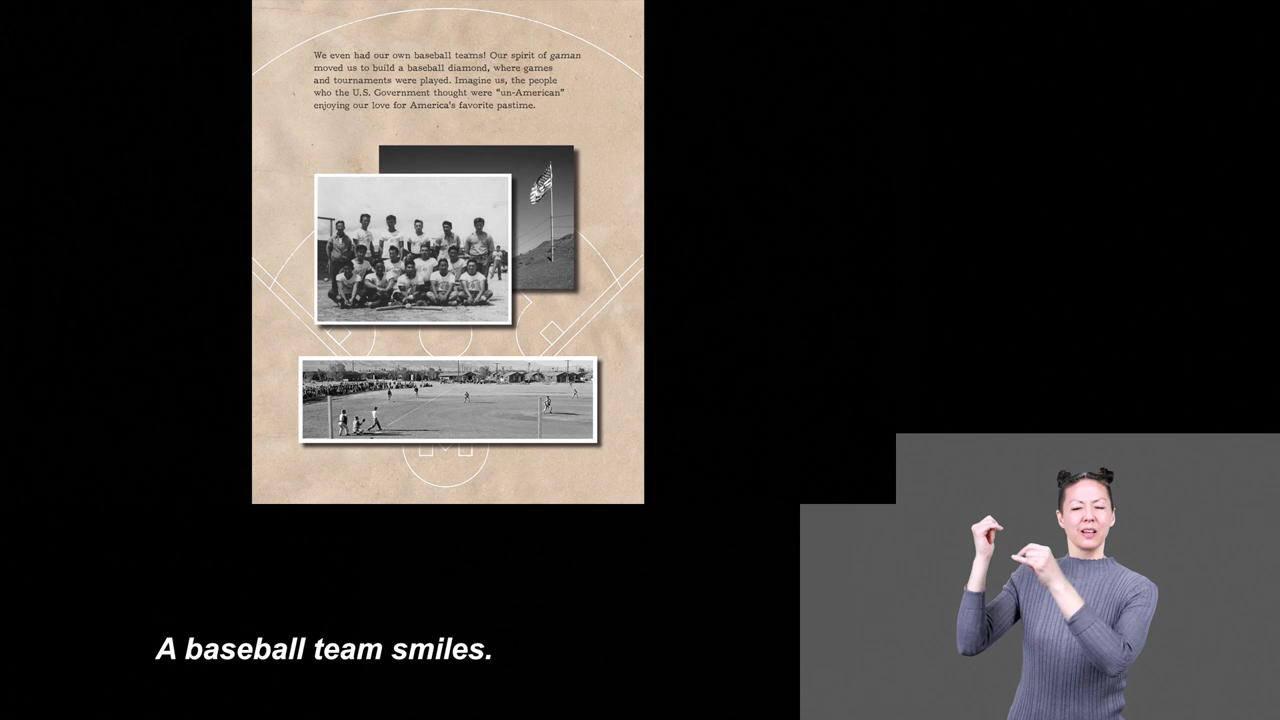 We even had our own baseball teams! Our spirit of gaman
moved us to build a baseball diamond, where games
and tournaments were played. Imagine us, the people
who the U.S. Government thought were “un-American”
enjoying our love for America's favorite pastime.
A baseball team smiles.